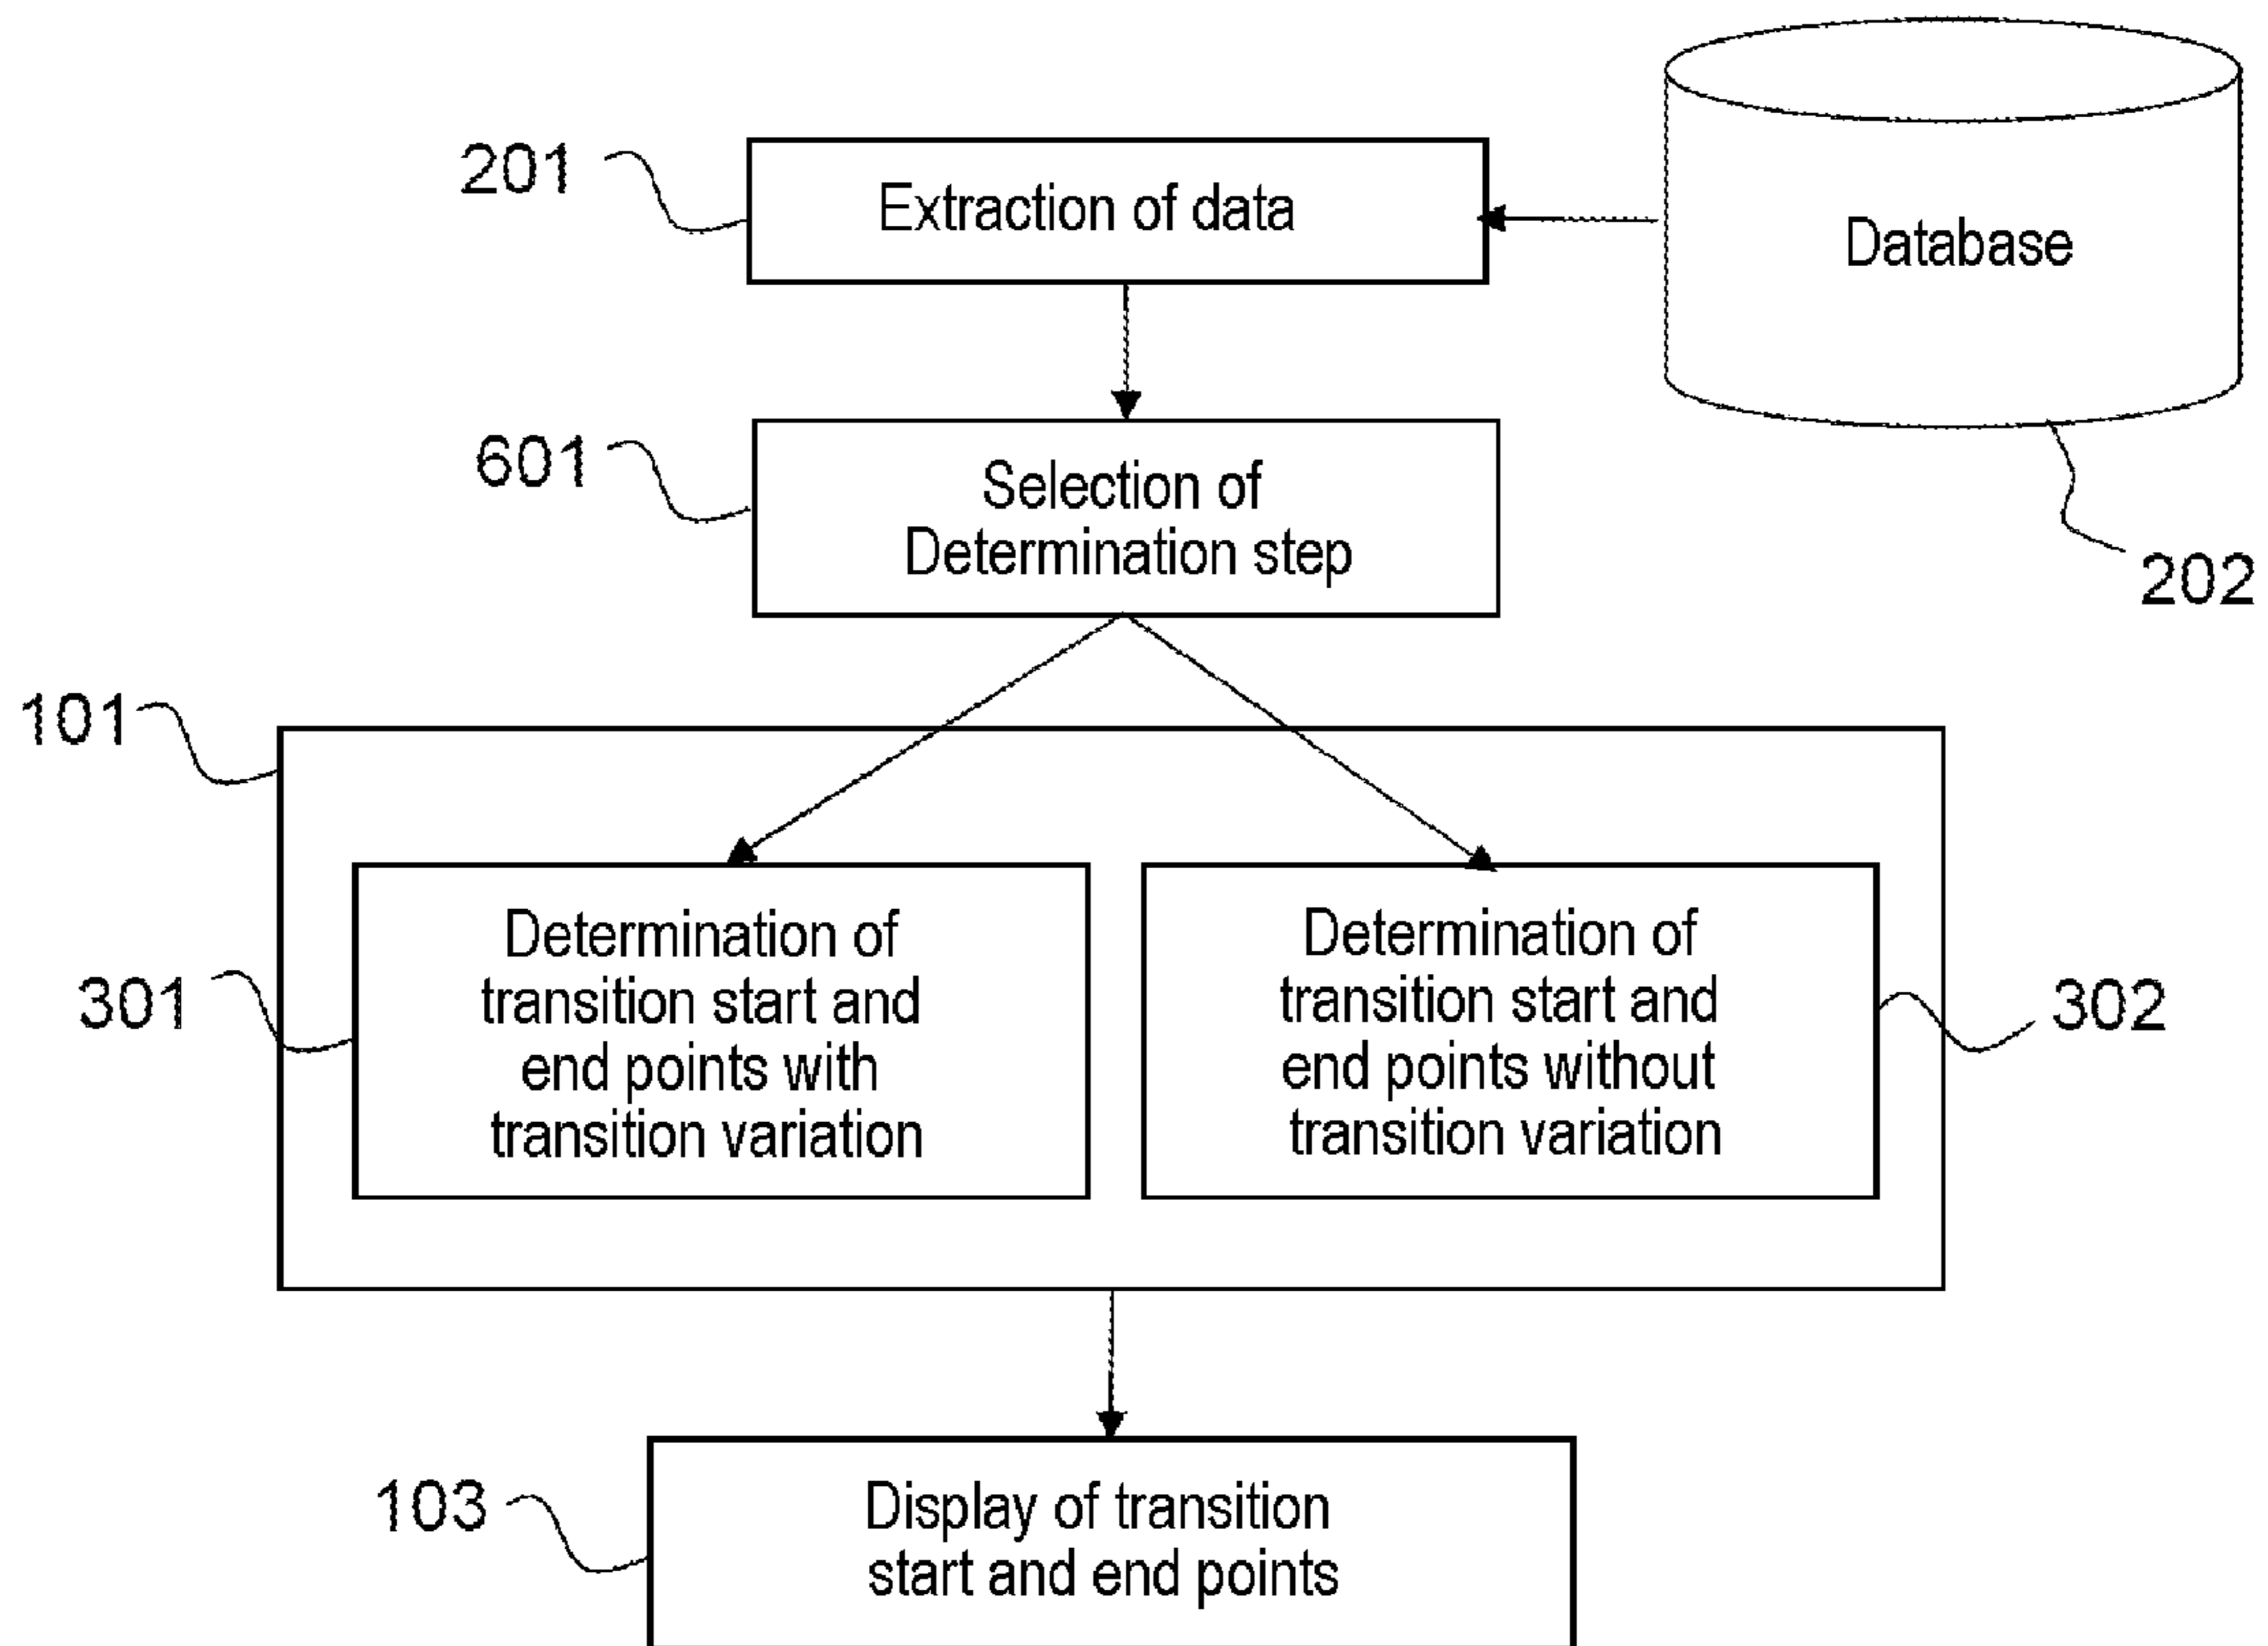 201
Extraction of data
Database
601
Selection of
Determination step
202
101
301
Determination of
transition start and
end points with
transition variation
Determination of
transition start and
end points without
transition variation
302
103
Display of transition
start and end points